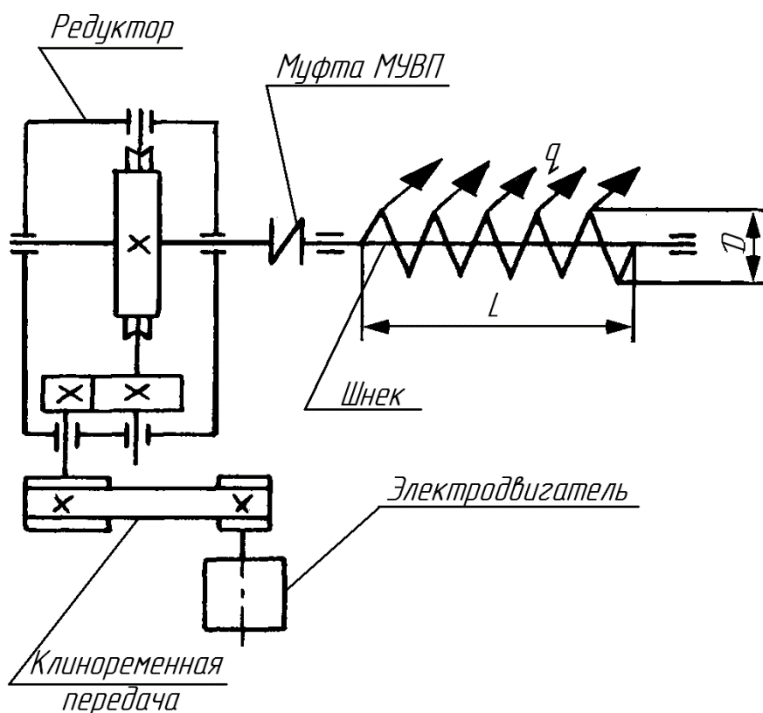 Редуктор
Муфта МУВП
q
D
L
Шнек
Электродвигатель
Клиноременная
передача